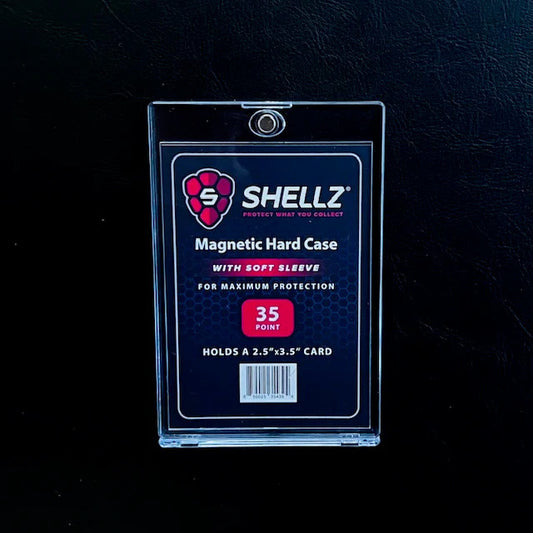 S
SHELLZ®
PROTECT WHAT YOU COLLECT
Magnetic Hard Case
WITH SOFT SLEEVE
FOR MAXIMUM PROTECTION
35
POINT
HOLDS A 2.5"x3.5" CARD